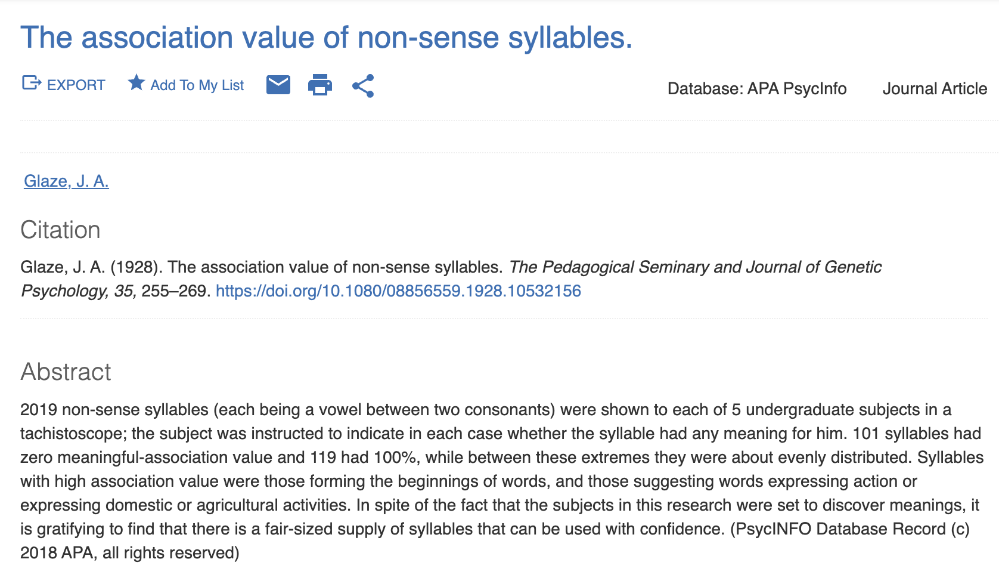 The association value of non-sense syllables.
EXPORT Add To My List Database: APA PsycInfo Journal Article
Glaze, J. A.
Citation
Glaze, J. A. (1928). The association value of non-sense syllables. The Pedagogical Seminary and Journal of Genetic
Psychology, 35, 255–269. https://doi.org/10.1080/08856559.1928.10532156
Abstract
2019 non-sense syllables (each being a vowel between two consonants) were shown to each of 5 undergraduate subjects in a
tachistoscope; the subject was instructed to indicate in each case whether the syllable had any meaning for him. 101 syllables had
zero meaningful-association value and 119 had 100%, while between these extremes they were about evenly distributed. Syllables
with high association value were those forming the beginnings of words, and those suggesting words expressing action or
expressing domestic or agricultural activities. In spite of the fact that the subjects in this research were set to discover meanings, it
is gratifying to find that there is a fair-sized supply of syllables that can be used with confidence. (PsycINFO Database Record (c)
2018 APA, all rights reserved)